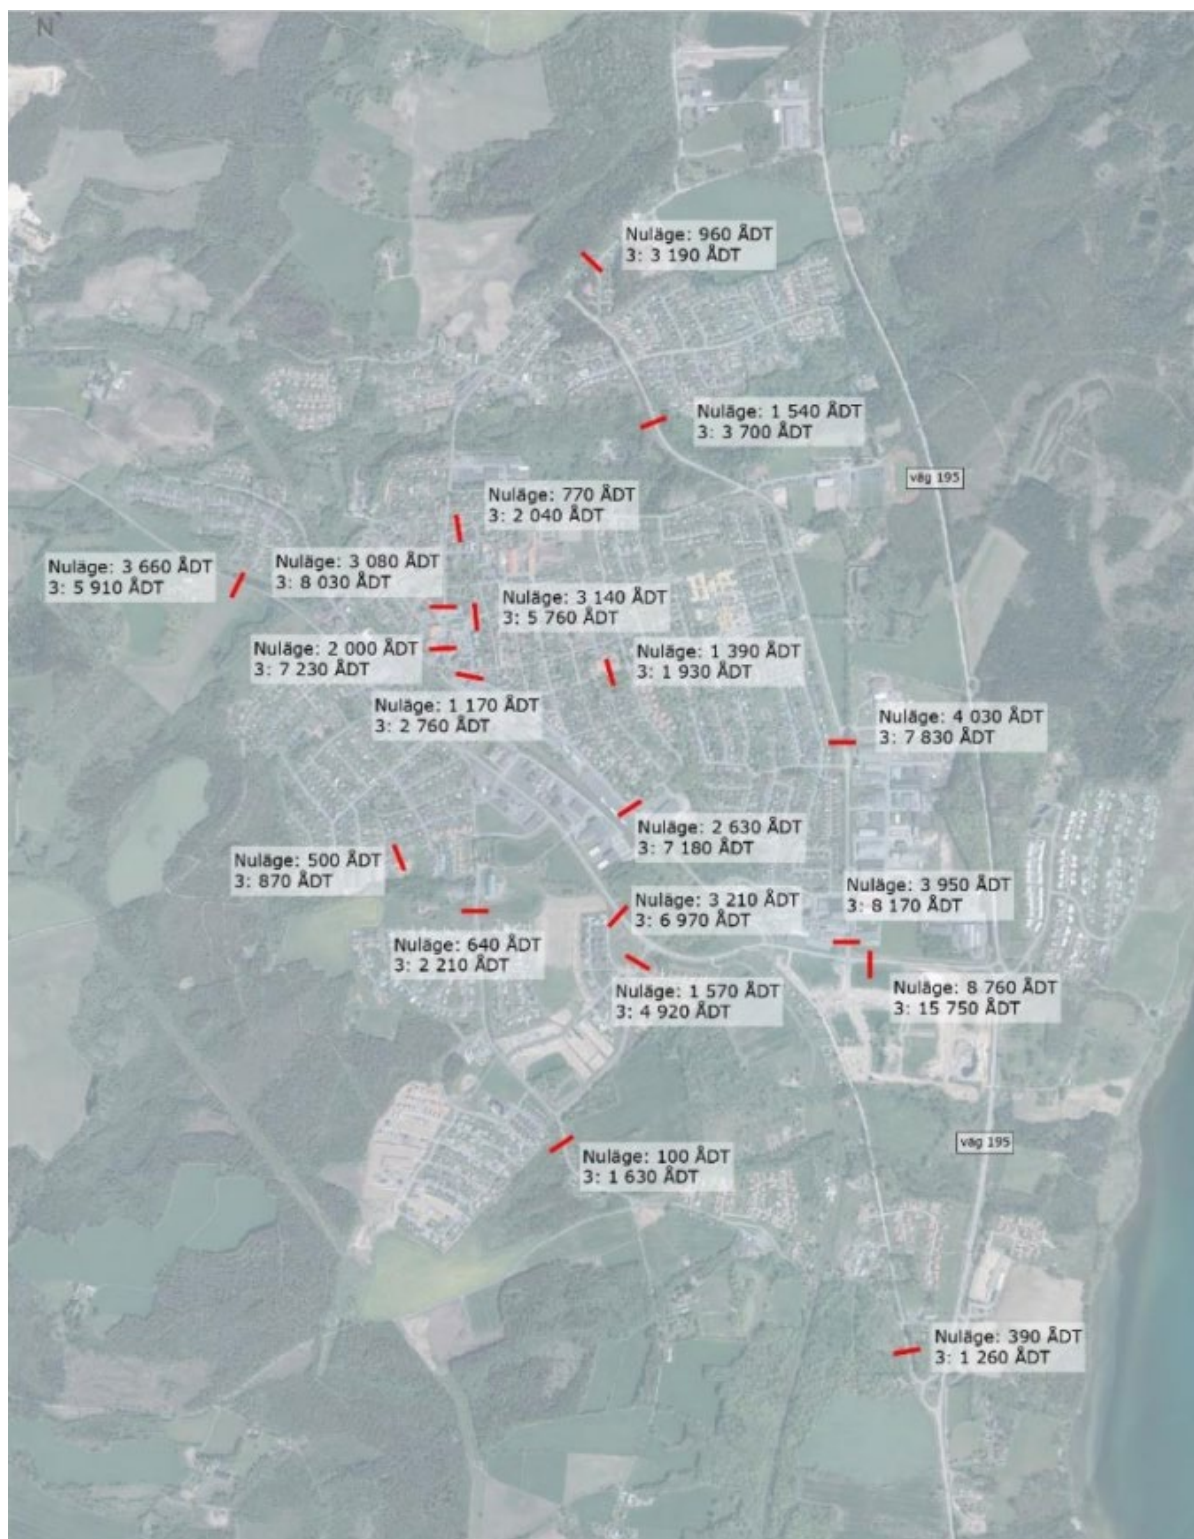 N
Nuläge: 960 ÅDT
3: 3 190 ÅDT
Nuläge: 1 540 ÅDT
3: 3 700 ÅDT
väg 195
Nuläge: 770 ÅDT
3: 2 040 ÅDT
Nuläge: 3 660 ÅDT
3: 5 910 ÅDT
Nuläge: 3 080 ÅDT
3: 8 030 ÅDT
Nuläge: 3 140 ÅDT
3: 5 760 ÅDT
Nuläge: 2 000 ÅDT
3: 7 230 ÅDT
Nuläge: 1 390 ÅDT
3: 1 930 ÅDT
Nuläge: 1 170 ÅDT
3: 2 760 ÅDT
Nuläge: 4 030 ÅDT
3: 7 830 ÅDT
Nuläge: 2 630 ÅDT
3: 7 180 ÅDT
Nuläge: 500 ÅDT
3: 870 ÅDT
Nuläge: 3 950 ÅDT
3: 8 170 ÅDT
Nuläge: 3 210 ÅDT
3: 6 970 ÅDT
Nuläge: 640 ÅDT
3: 2 210 ÅDT
Nuläge: 1 570 ÅDT
3: 4 920 ÅDT
Nuläge: 8 760 ÅDT
3: 15 750 ÅDT
väg 195
Nuläge: 100 ÅDT
3: 1 630 ÅDT
Nuläge: 390 ÅDT
3: 1 260 ÅDT